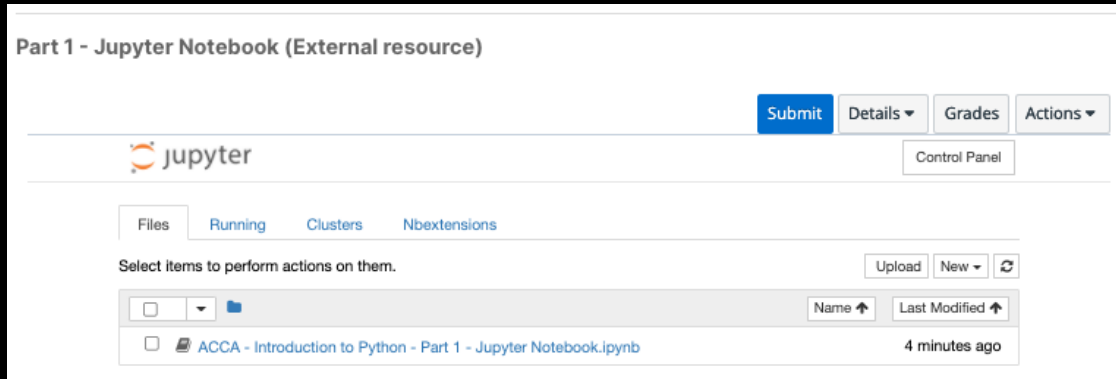 Part 1 - Jupyter Notebook (External resource)
Submit Details Grades Actions
jupyter Control Panel
Files Running Clusters Nbextensions
Select items to perform actions on them. Upload New
Name Last Modified
ACCA - Introduction to Python - Part 1 - Jupyter Notebook.ipynb 4 minutes ago